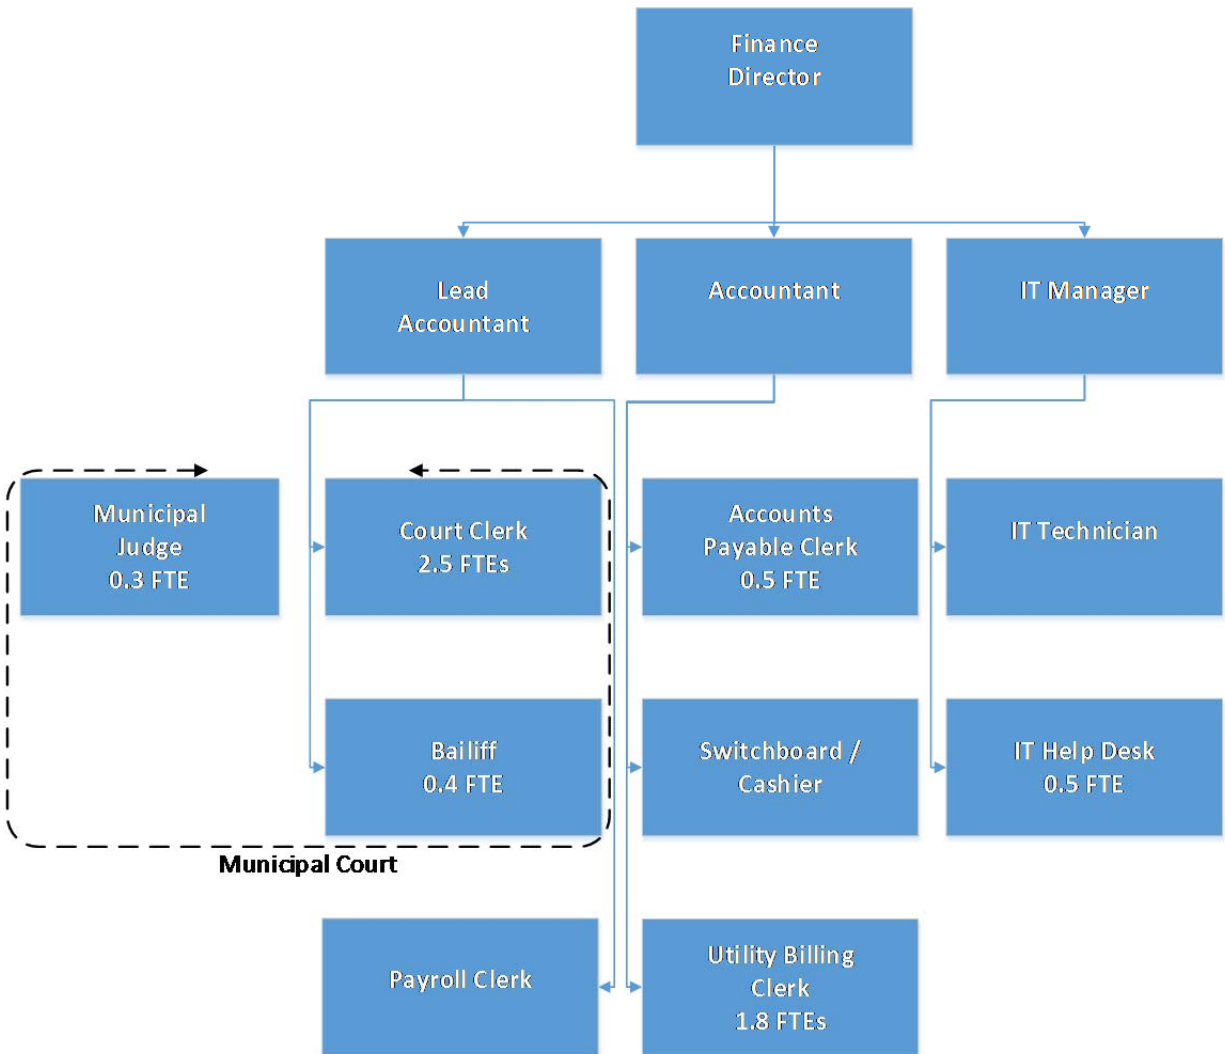 Finance
Director
Lead
Accountant
Accountant
IT Manager
Municipal
Judge
0.3 FTE
Court Clerk
2.5 FTEs
Accounts
Payable Clerk
0.5 FTE
IT Technician
Bailiff
0.4 FTE
Switchboard /
Cashier
IT Help Desk
0.5 FTE
Municipal Court
Payroll Clerk
Utility Billing
Clerk
1.8 FTEs